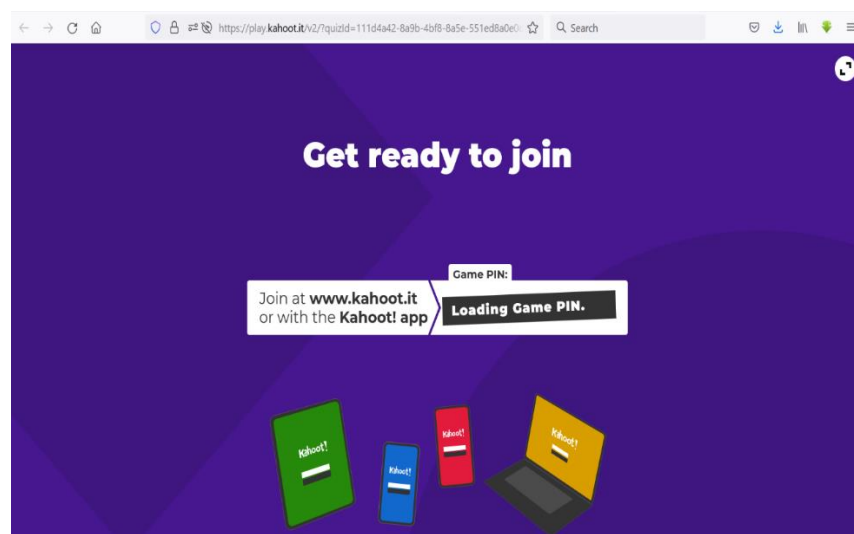 https://play.kahoot.it/v2/?quizId=111d4a42-8a9b-4bf8-8a5e-551ed8a0e0
Search
Get ready to join
Game PIN:
Join at www.kahoot.it
or with the Kahoot! app
Loading Game PIN.
Kahoot!
Kahoot!
Kahoot!
Kahoot!